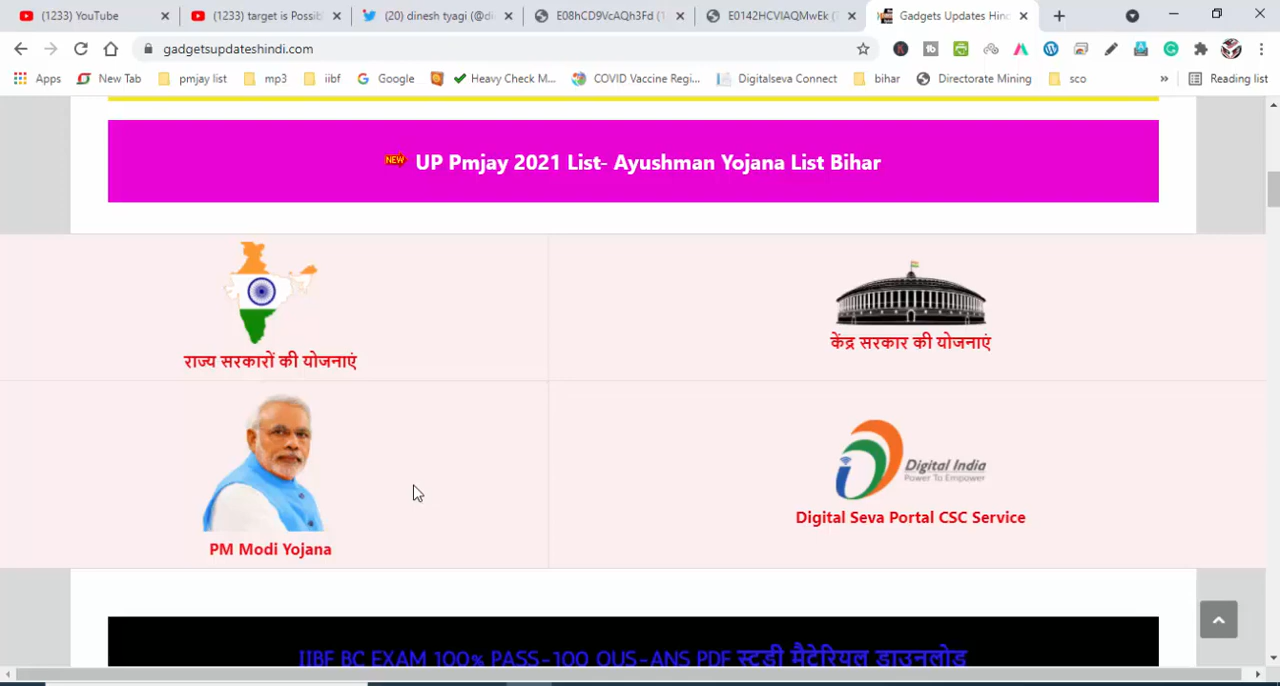 (1233) YouTube
(1233) target is Possib
(20) dinesh tyagi (@di
E08hCD9VcAQh3Fd (1
E0142HCVIAQMwEk (
Gadgets Updates Hind
gadgetsupdateshindi.com
Apps
New Tab
pmjay list
mp3
iibf
Google
Heavy Check M...
COVID Vaccine Regi...
Digitalseva Connect
bihar
Directorate Mining
sco
»
Reading list
NEW UP Pmjay 2021 List- Ayushman Yojana List Bihar
राज्य सरकारों की योजनाएं
केंद्र सरकार की योजनाएं
PM Modi Yojana
Digital India
Power To Empower
Digital Seva Portal CSC Service
IIBF BC EXAM 100% PASS-100 QUS-ANS PDF स्टडी मैटेरियल डाउनलोड